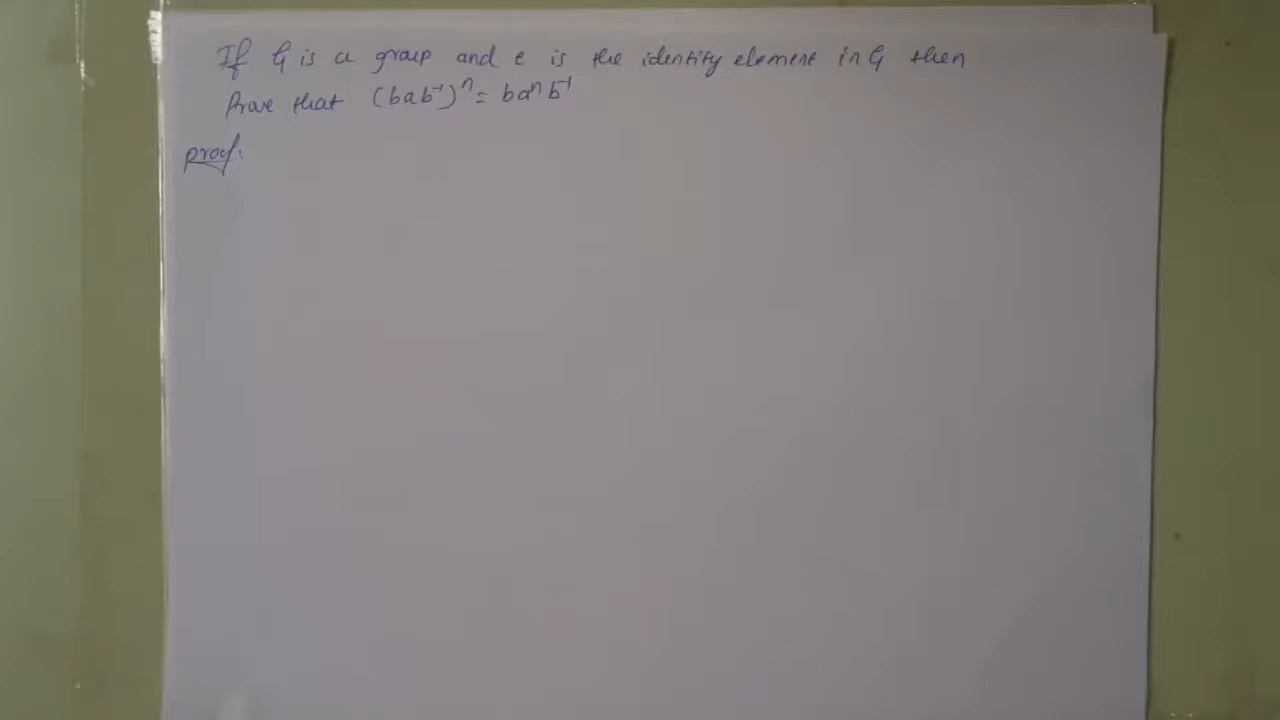 If G is a group and e is the identity element in G then
Prove that (bab⁻¹)ⁿ = baⁿb⁻¹
proof: